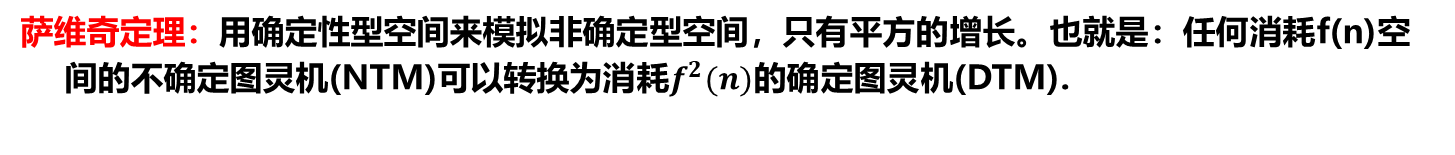 萨维奇定理：用确定性型空间来模拟非确定型空间，只有平方的增长。也就是：任何消耗f(n)空
间的不确定图灵机(NTM)可以转换为消耗𝒇²(𝒏)的确定图灵机(DTM).